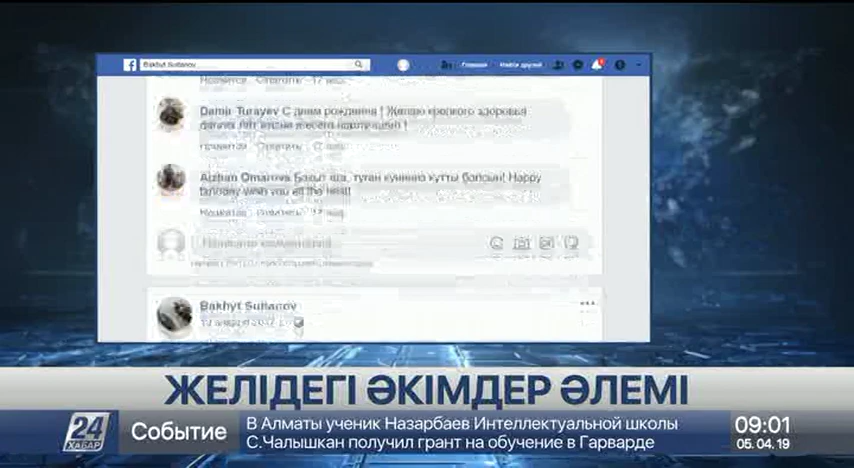 Bakhyt Sultanov
Главная
Найти друзей
Damir Turayev С днем рождения ! Желаю крепкого здоровья
Нравится Ответить
Aizhan Omarova туған күніңіз құтты болсын! Happy
birthday wish you all the best!
Bakhyt Sultanov
ЖЕЛІДЕГІ ӘКІМДЕР ӘЛЕМІ
24
ХАБАР
Событие
В Алматы ученик Назарбаев Интеллектуальной школы
С.Чалышкан получил грант на обучение в Гарварде
09:01
05.04.19